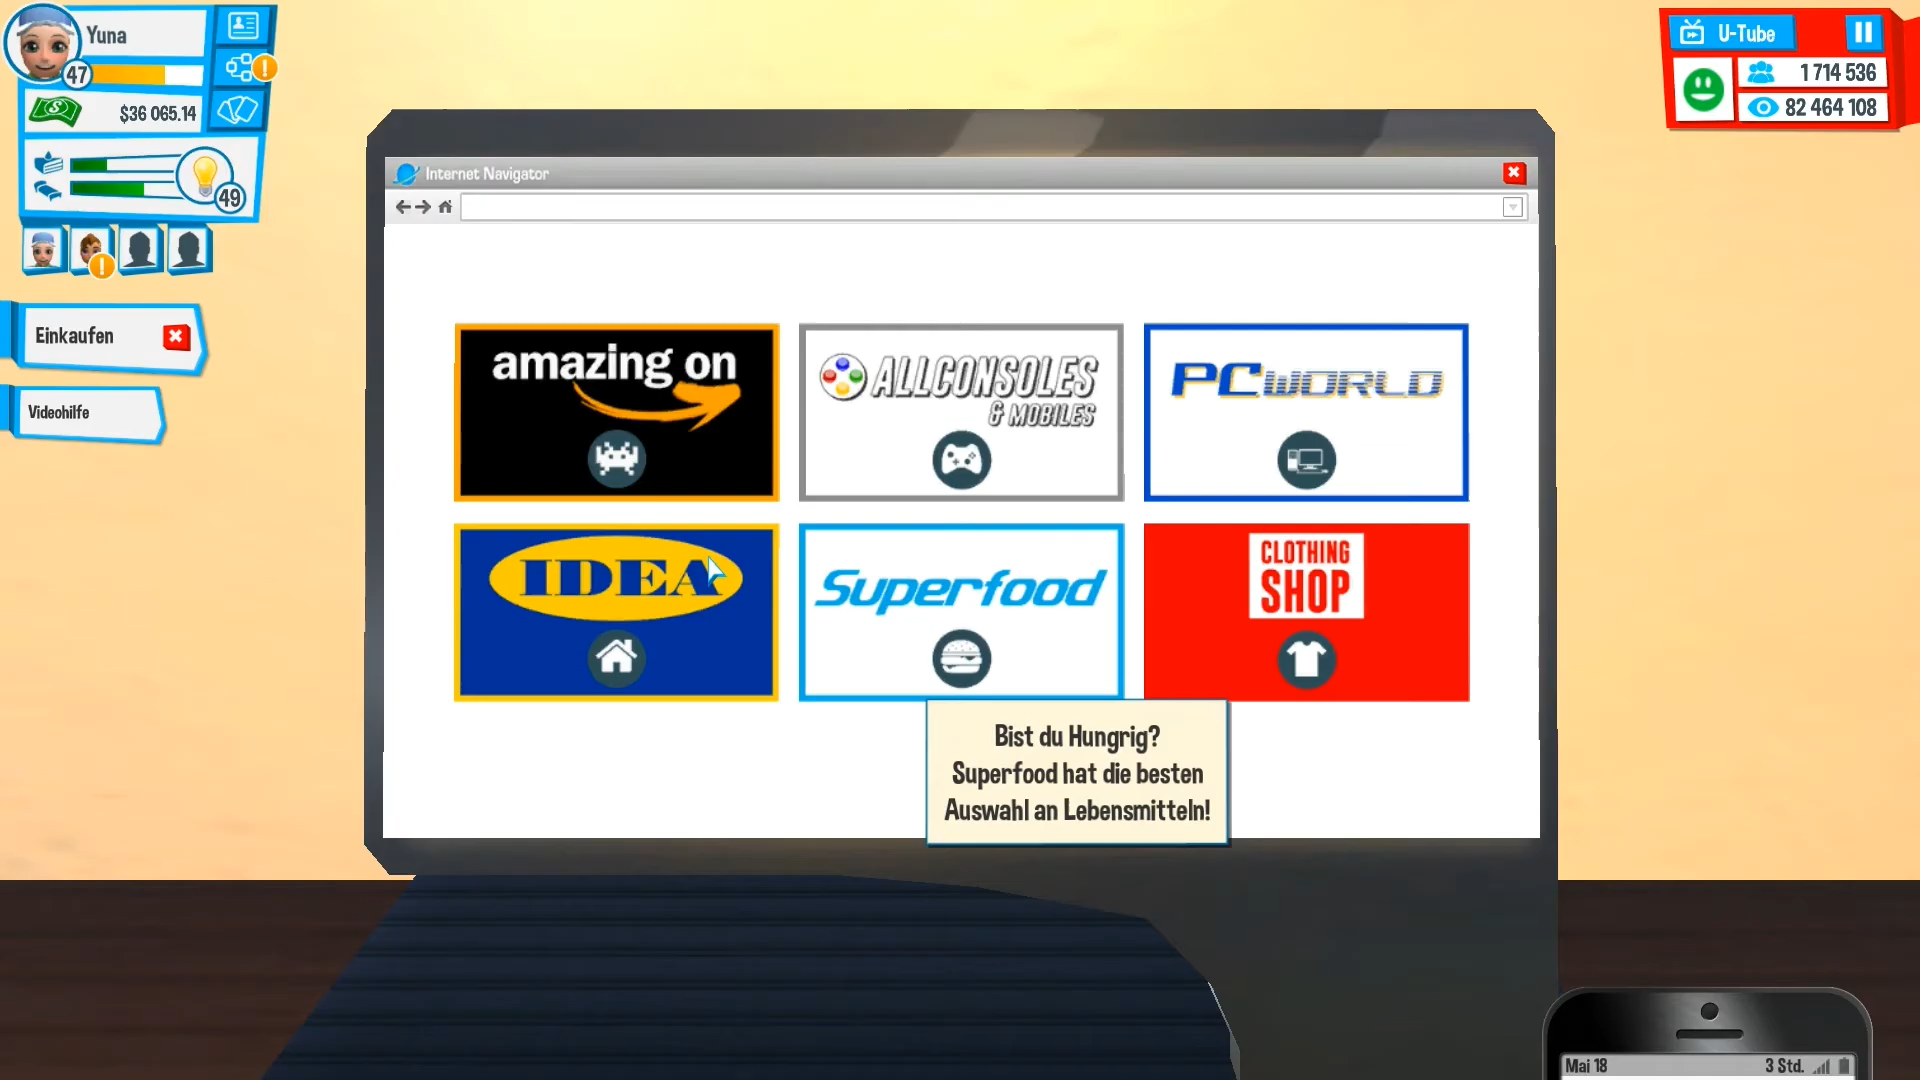 Yuna
47
$36 065.14
49
Einkaufen
Videohilfe
U-Tube
1 714 536
82 464 108
Internet Navigator
amazing on
ALLCONSOLES
& MOBILES
PCWORLD
IDEA
Superfood
CLOTHING
SHOP
Bist du Hungrig?
Superfood hat die besten
Auswahl an Lebensmitteln!
Mai 18
3 Std.